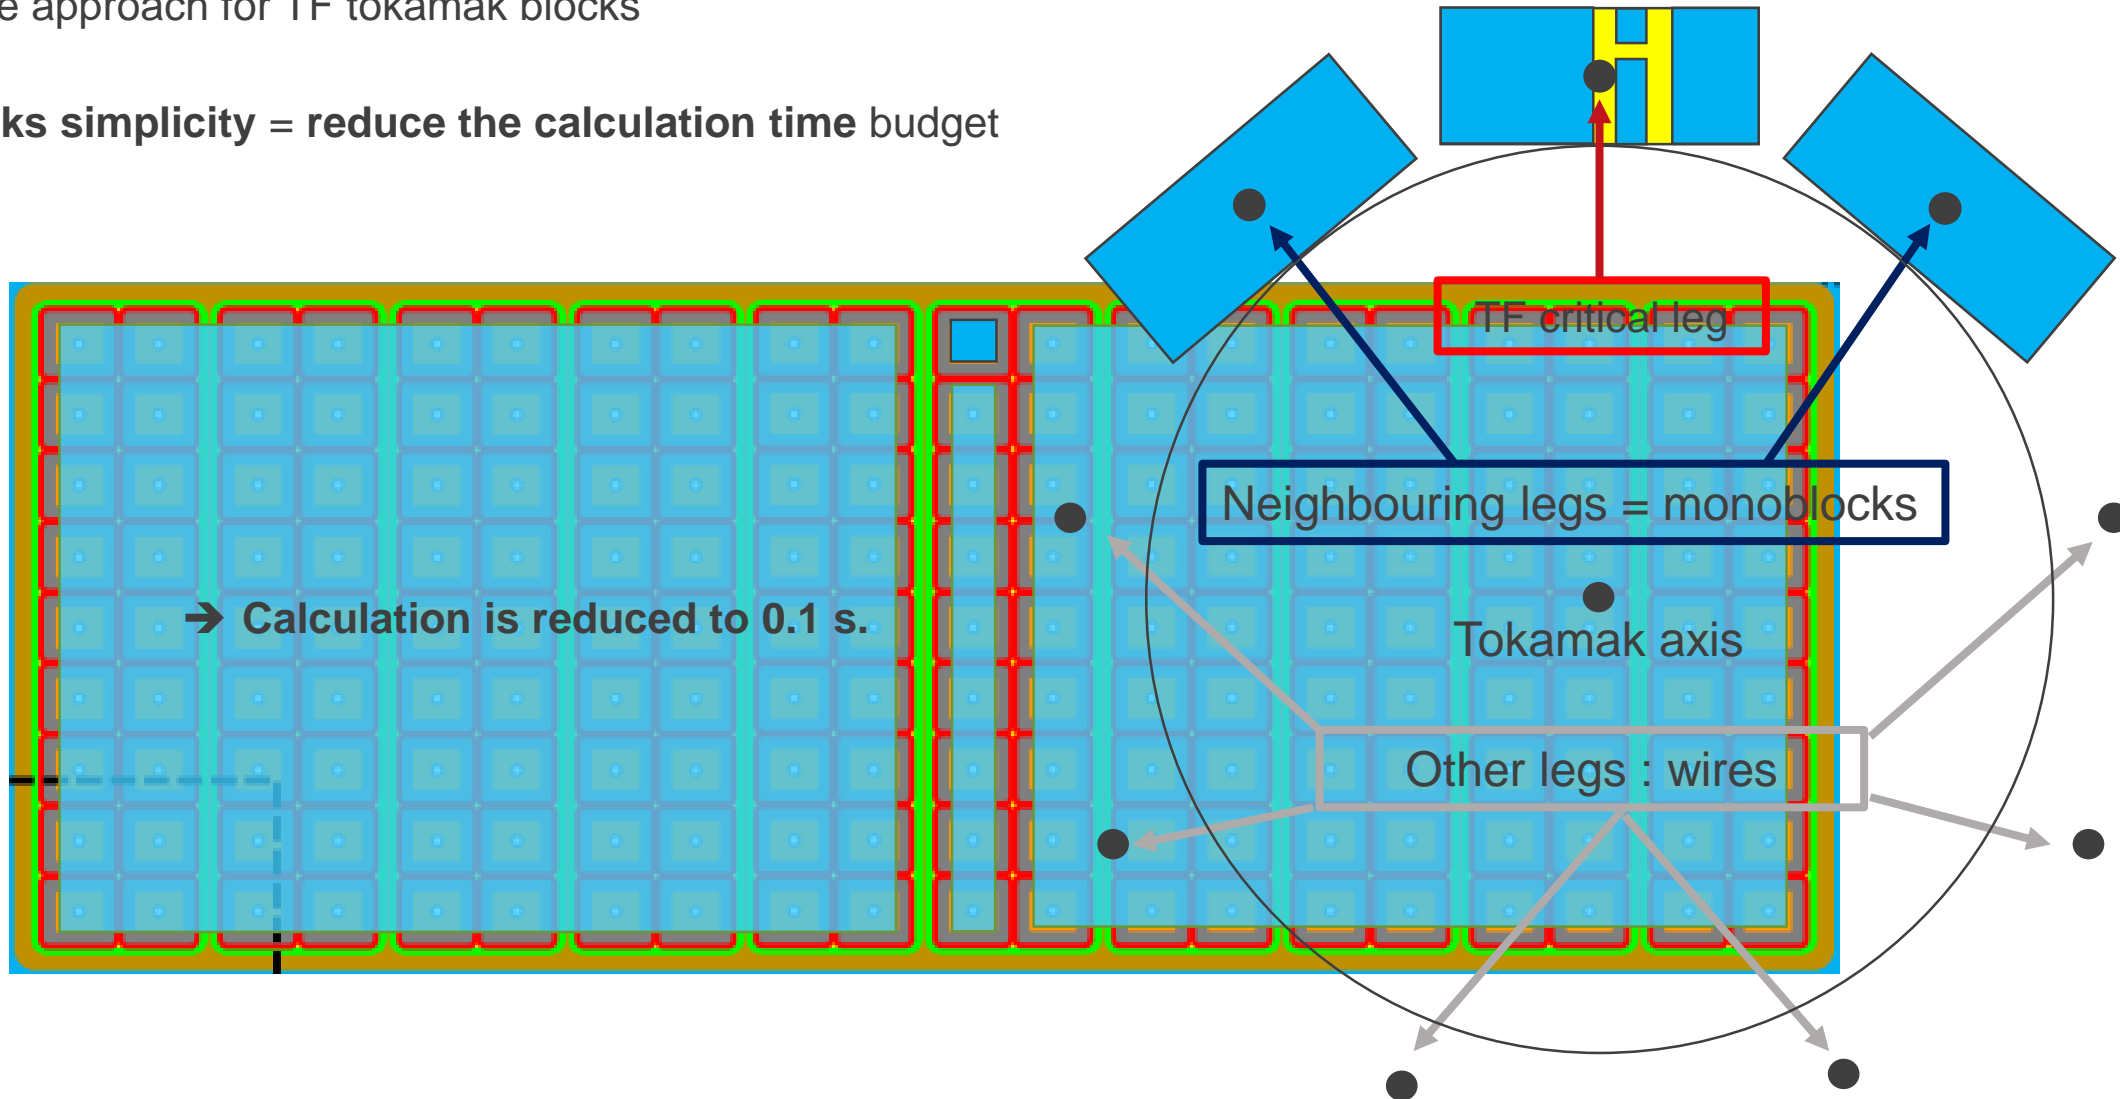 e approach for TF tokamak blocks
ks simplicity = reduce the calculation time budget
TF critical leg
Neighbouring legs = monoblocks
➔ Calculation is reduced to 0.1 s.
Tokamak axis
Other legs : wires